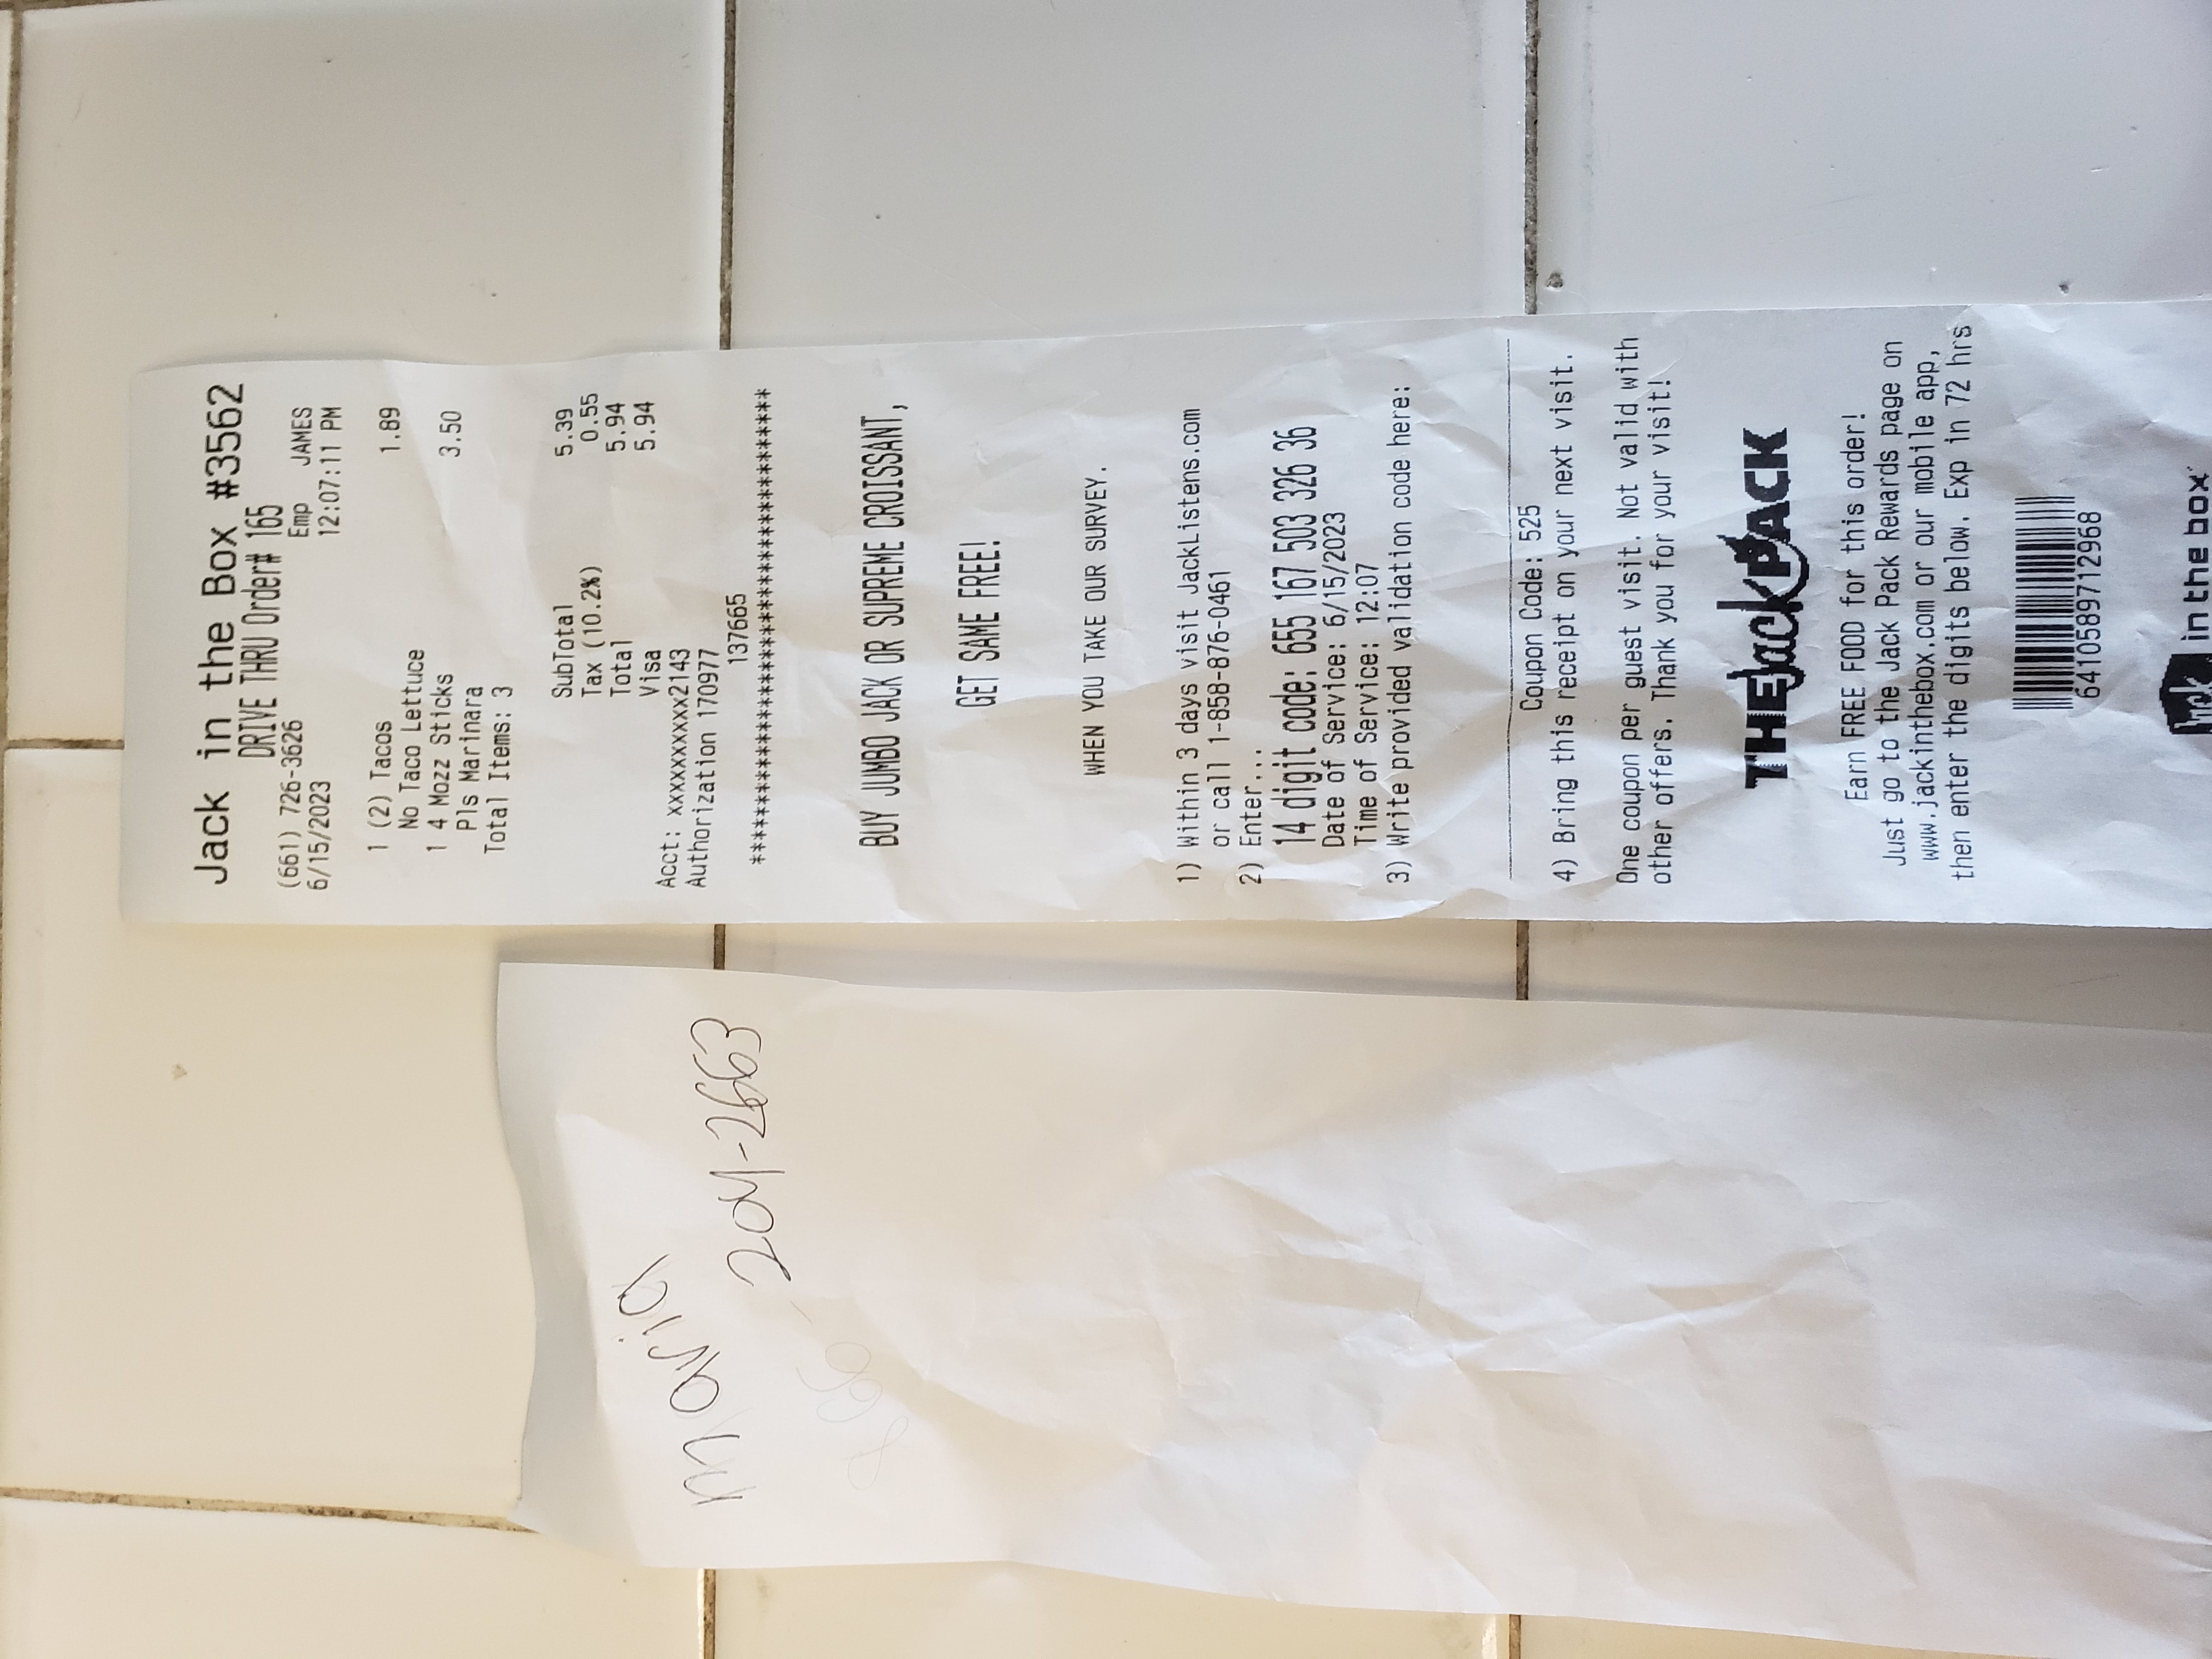 Jack in the Box #3562
DRIVE THRU Order# 165
(661) 726-3626 Emp JAMES
6/15/2023 12:07:11 PM
1 (2) Tacos 1.89
No Taco Lettuce
1 4 Mozz Sticks 3.50
Pls Marinara
Total Items: 3
SubTotal 5.39
Tax (10.2%) 0.55
Total 5.94
Visa 5.94
Acct: xxxxxxxxxxxx2143
Authorization 170977
137665
****************************************
BUY JUMBO JACK OR SUPREME CROISSANT,
GET SAME FREE!
WHEN YOU TAKE OUR SURVEY.
1) Within 3 days visit JackListens.com
or call 1-858-876-0461
2) Enter...
14 digit code: 655 167 503 326 36
Date of Service: 6/15/2023
Time of Service: 12:07
3) Write provided validation code here:
Coupon Code: 525
4) Bring this receipt on your next visit.
One coupon per guest visit. Not valid with
other offers. Thank you for your visit!
THE Jack PACK
Earn FREE FOOD for this order!
Just go to the Jack Pack Rewards page on
www.jackinthebox.com or our mobile app,
then enter the digits below. Exp in 72 hrs
6410589712968
Jack in the box
Maria
866-204-2663